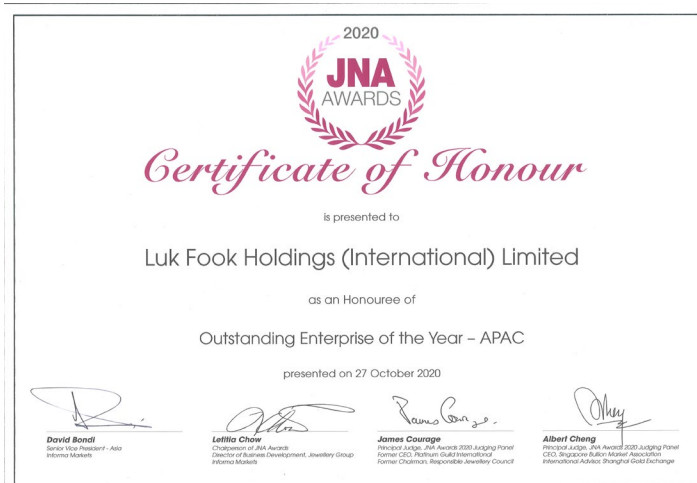 2020
JNA
AWARDS
Certificate of Honour
is presented to
Luk Fook Holdings (International) Limited
as an Honouree of
Outstanding Enterprise of the Year – APAC
presented on 27 October 2020
David Bondi
Senior Vice President - Asia
Informa Markets
Letitia Chow
Chairperson of JNA Awards
Director of Business Development, Jewellery Group
Informa Markets
James Courage
Principal Judge, JNA Awards 2020 Judging Panel
Former CEO, Platinum Guild International
Former Chairman, Responsible Jewellery Council
Albert Cheng
Principal Judge, JNA Awards 2020 Judging Panel
CEO, Singapore Bullion Market Association
International Advisor, Shanghai Gold Exchange